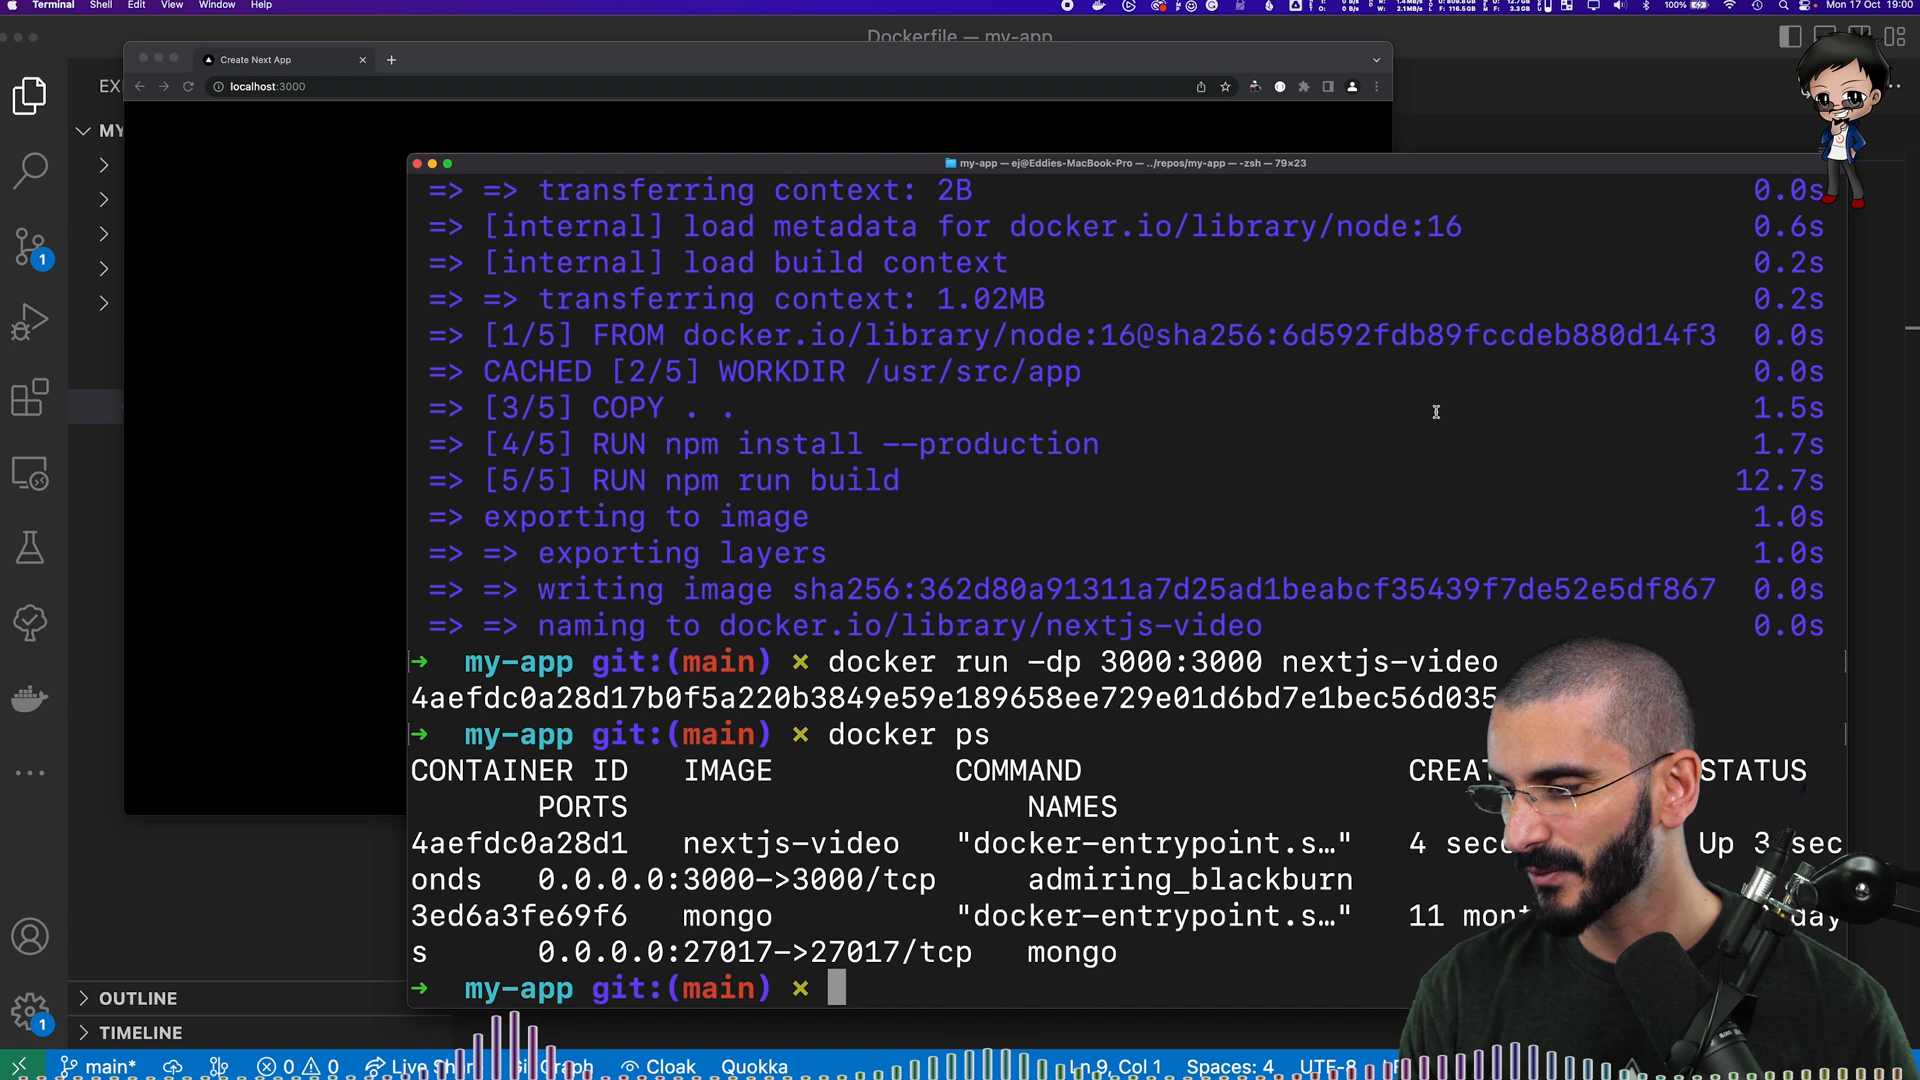 Terminal Shell Edit View Window Help
100% Mon 17 Oct 19:00
Dockerfile — my-app
Create Next App
localhost:3000
my-app — ej@Eddies-MacBook-Pro — ../repos/my-app — -zsh — 79×23
=> => transferring context: 2B 0.0s
=> [internal] load metadata for docker.io/library/node:16 0.6s
=> [internal] load build context 0.2s
=> => transferring context: 1.02MB 0.2s
=> [1/5] FROM docker.io/library/node:16@sha256:6d592fdb89fccdeb880d14f3 0.0s
=> CACHED [2/5] WORKDIR /usr/src/app 0.0s
=> [3/5] COPY . . 1.5s
=> [4/5] RUN npm install --production 1.7s
=> [5/5] RUN npm run build 12.7s
=> exporting to image 1.0s
=> => exporting layers 1.0s
=> => writing image sha256:362d80a91311a7d25ad1beabcf35439f7de52e5df867 0.0s
=> => naming to docker.io/library/nextjs-video 0.0s
→ my-app git:(main) × docker run -dp 3000:3000 nextjs-video
4aefdc0a28d17b0f5a220b3849e59e189658ee729e01d6bd7e1bec56d035
→ my-app git:(main) × docker ps
CONTAINER ID IMAGE COMMAND CREAT STATUS
PORTS NAMES
4aefdc0a28d1 nextjs-video "docker-entrypoint.s…" 4 sec Up 3 sec
onds 0.0.0.0:3000->3000/tcp admiring_blackburn
3ed6a3fe69f6 mongo "docker-entrypoint.s…" 11 mon day
s 0.0.0.0:27017->27017/tcp mongo
→ my-app git:(main) ×
OUTLINE
TIMELINE
main* 0 0 Live Cloak Quokka Ln 9, Col 1 Spaces: 4 UTF-8